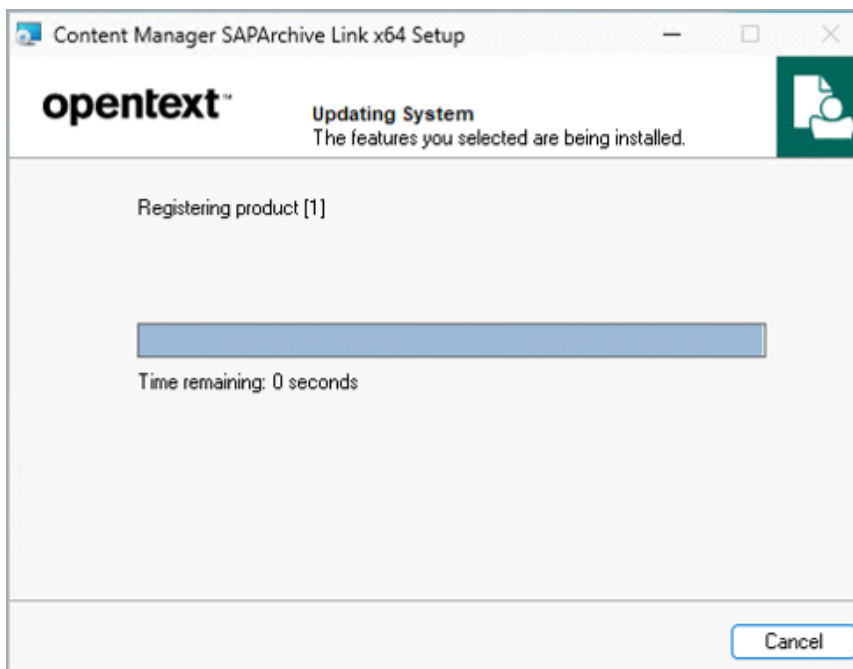 Content Manager SAPArchive Link x64 Setup
opentext™
Updating System
The features you selected are being installed.
Registering product [1]
Time remaining: 0 seconds
Cancel